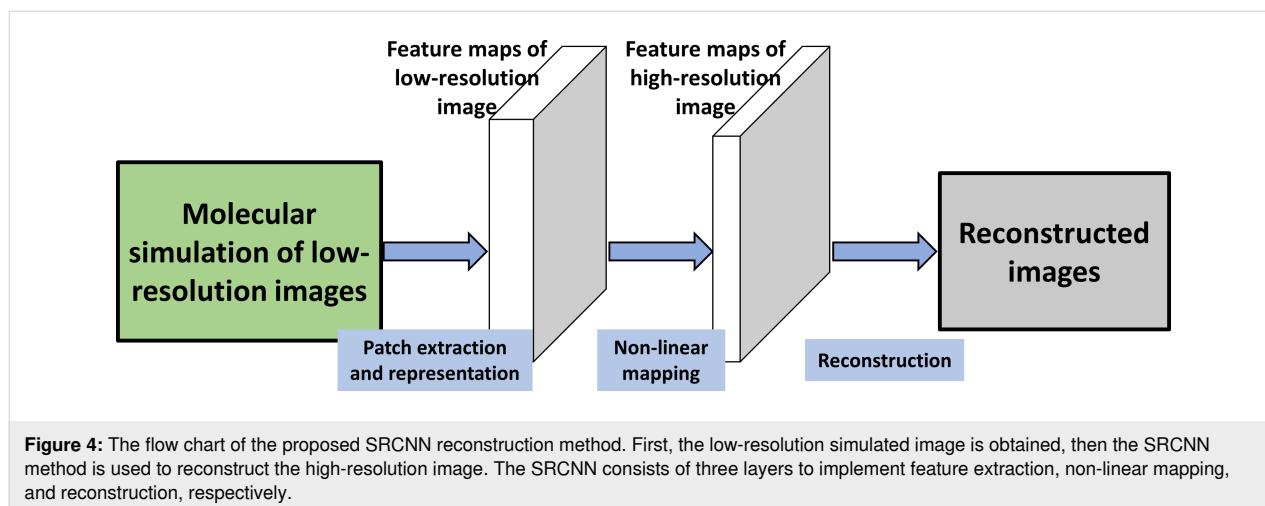 Feature maps of
low-resolution
image
Feature maps of
high-resolution
image
Molecular
simulation of low-
resolution images
Reconstructed
images
Patch extraction
and representation
Non-linear
mapping
Reconstruction
Figure 4: The flow chart of the proposed SRCNN reconstruction method. First, the low-resolution simulated image is obtained, then the SRCNN
method is used to reconstruct the high-resolution image. The SRCNN consists of three layers to implement feature extraction, non-linear mapping,
and reconstruction, respectively.